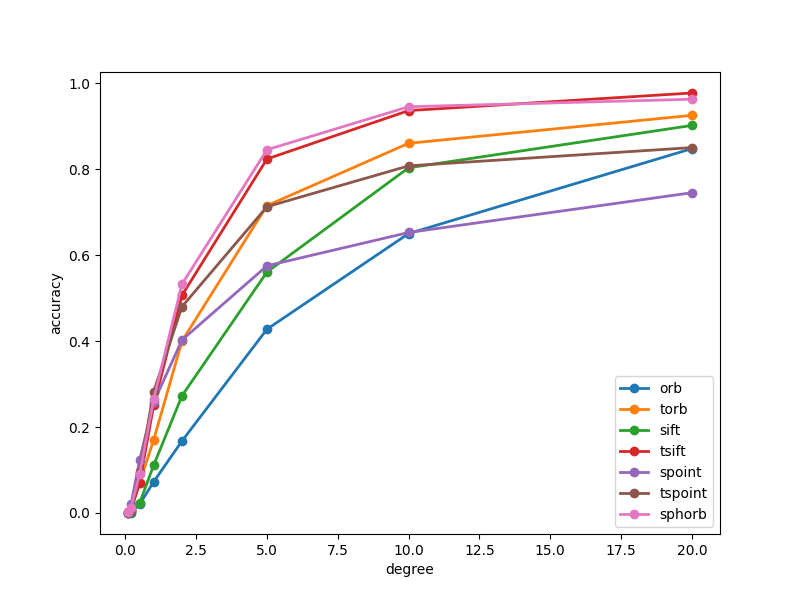 1.0
0.8
0.6
0.4
0.2
0.0
accuracy
0.0 2.5 5.0 7.5 10.0 12.5 15.0 17.5 20.0
degree
orb
torb
sift
tsift
spoint
tspoint
sphorb